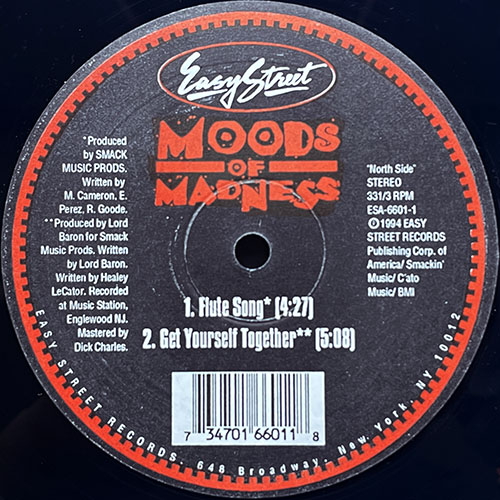 Easy Street
MOODS
OF
MADNESS
*Produced
by SMACK
MUSIC PRODS.
Written by
M. Cameron. E.
Perez, R. Goode.
**Produced by Lord
Baron for Smack
Music Prods. Written
by Lord Baron.
Written by Healey
LeCator. Recorded
at Music Station,
Englewood NJ.
Mastered by
Dick Charles.
"North Side"
STEREO
331/3 RPM
ESA-6601-1
℗ 1994 EASY
STREET RECORDS
Publishing Corp. of
America/ Smackin'
Music/ C'ato
Music/ BMI
1. Flute Song* (4:27)
2. Get Yourself Together** (5:08)
7 34701 66011 8
EASY STREET RECORDS. 648 Broadway. New York, NY 10012